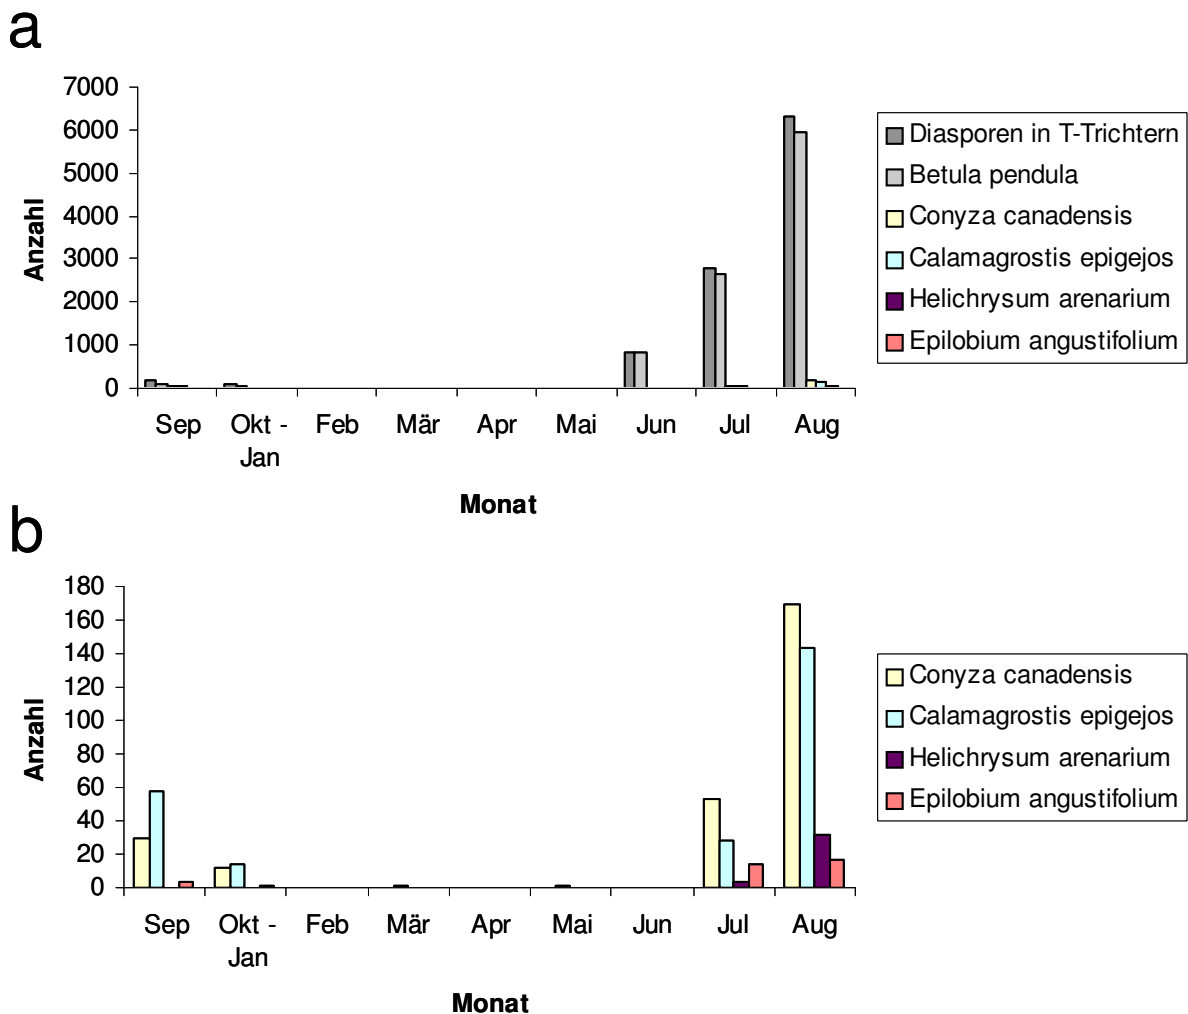 a
7000
6000
5000
4000
3000
2000
1000
0
Anzahl
Sep Okt - Feb Mär Apr Mai Jun Jul Aug
Jan
Monat
Diasporen in T-Trichtern
Betula pendula
Conyza canadensis
Calamagrostis epigejos
Helichrysum arenarium
Epilobium angustifolium
b
180
160
140
120
100
80
60
40
20
0
Anzahl
Sep Okt - Feb Mär Apr Mai Jun Jul Aug
Jan
Monat
Conyza canadensis
Calamagrostis epigejos
Helichrysum arenarium
Epilobium angustifolium